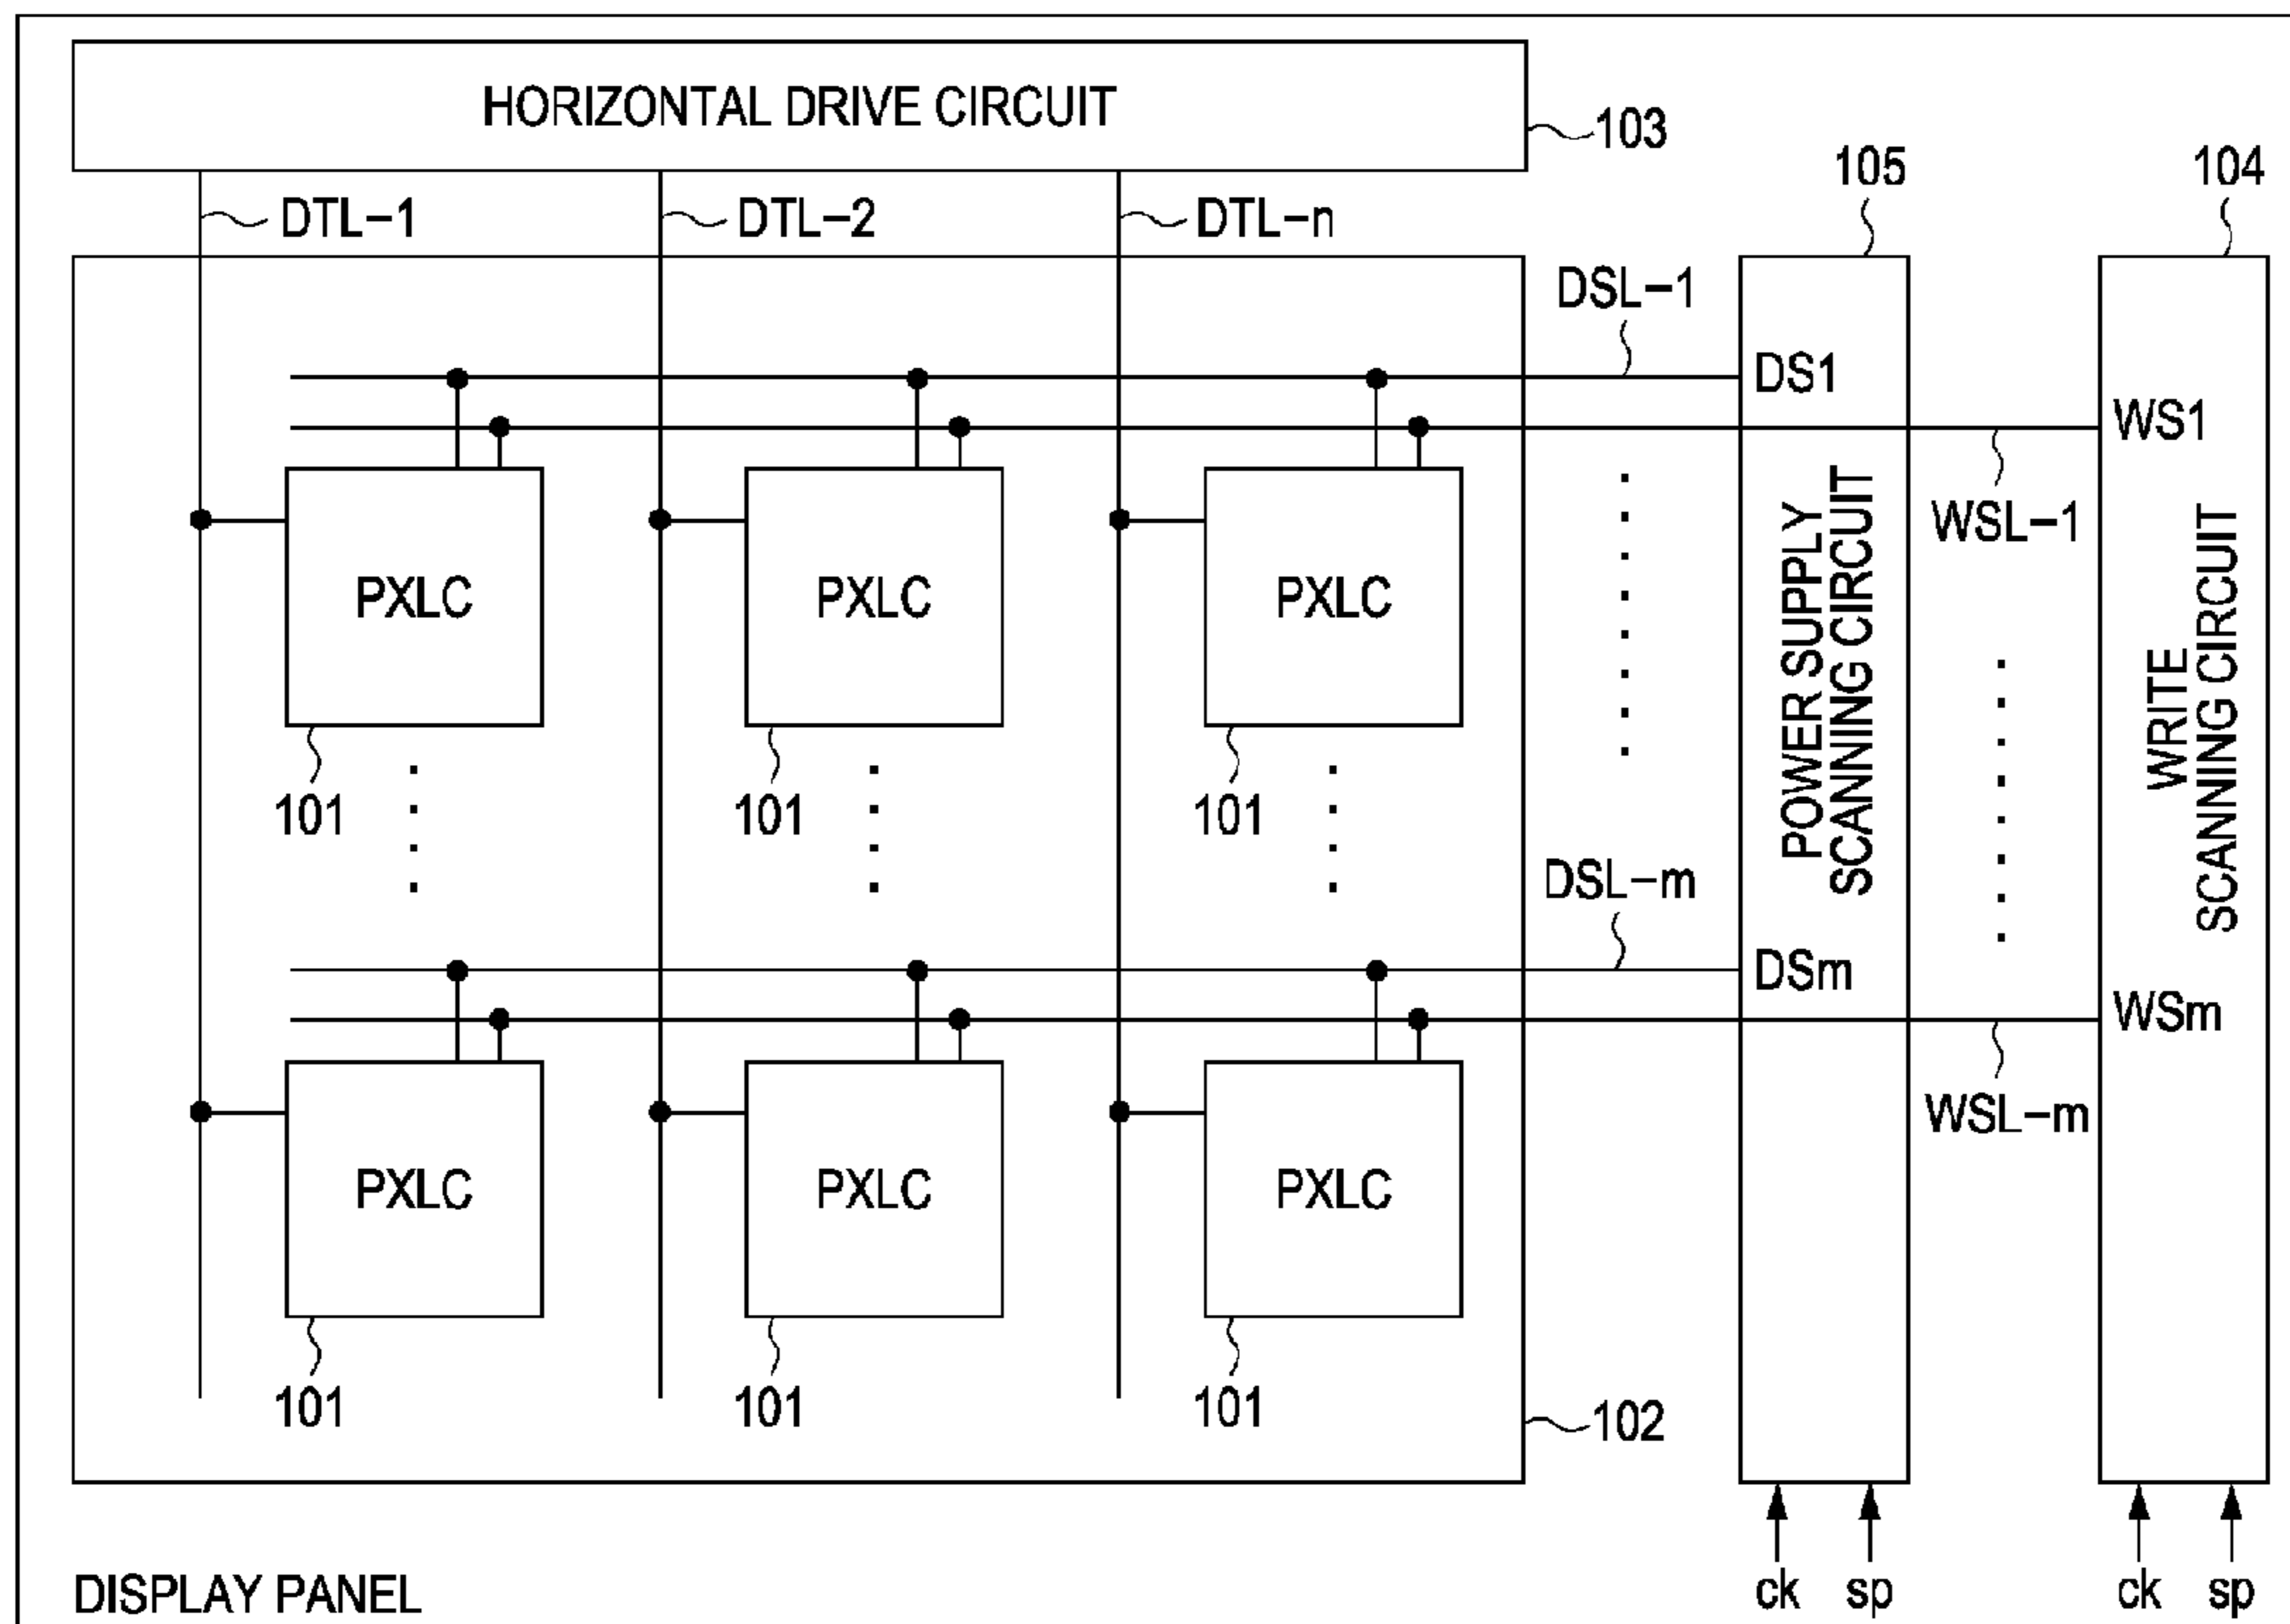 HORIZONTAL DRIVE CIRCUIT
103
105
104
DTL-1
DTL-2
DTL-n
DSL-1
DS1
WS1
WSL-1
PXLC
PXLC
PXLC
POWER SUPPLY
SCANNING CIRCUIT
WRITE
SCANNING CIRCUIT
101
101
101
DSL-m
DSm
WSm
WSL-m
PXLC
PXLC
PXLC
101
101
101
102
DISPLAY PANEL
ck
sp
ck
sp